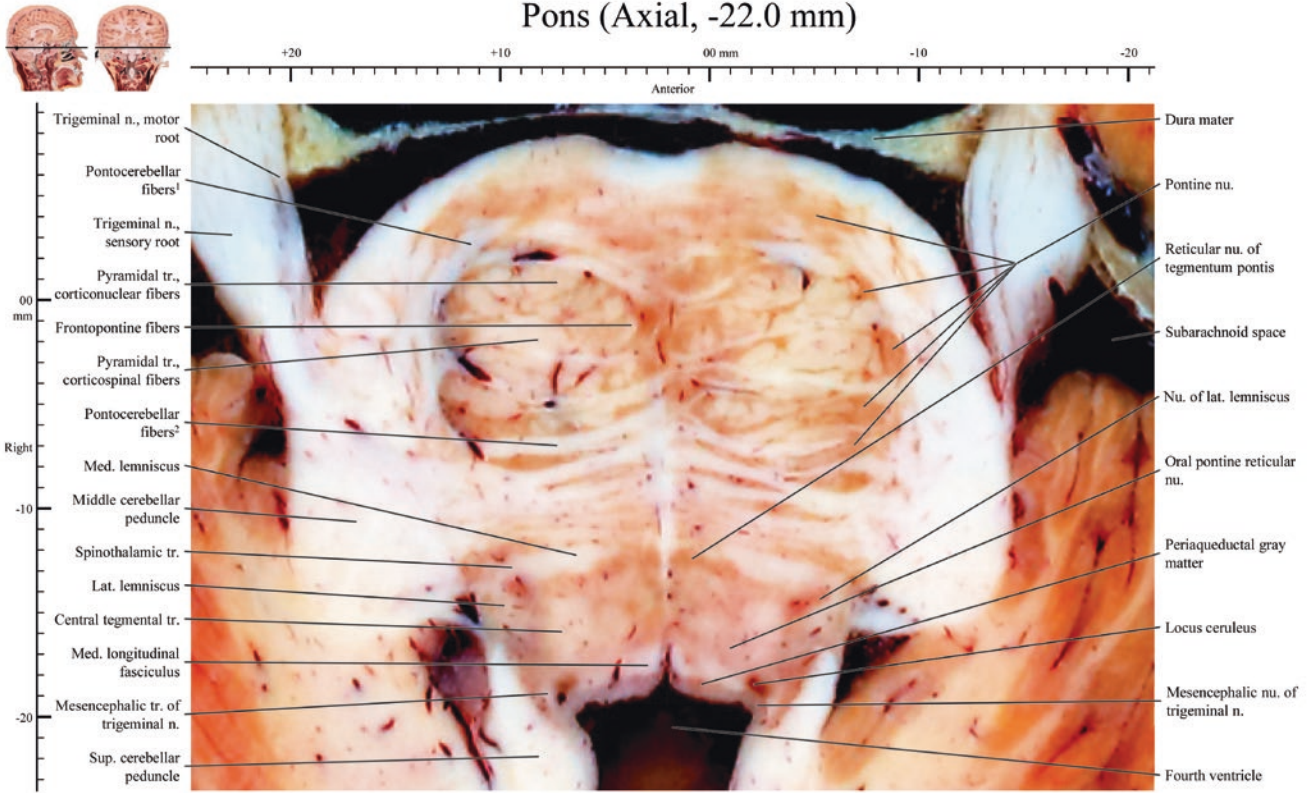 Pons (Axial, -22.0 mm)
+20
+10
00 mm
-10
-20
Anterior
Trigeminal n., motor
root
Pontocerebellar
fibers¹
Trigeminal n.,
sensory root
Pyramidal tr.,
corticonuclear fibers
00
mm
Frontopontine fibers
Pyramidal tr.,
corticospinal fibers
Pontocerebellar
fibers²
Right
Med. lemniscus
Middle cerebellar
peduncle
-10
Spinothalamic tr.
Lat. lemniscus
Central tegmental tr.
Med. longitudinal
fasciculus
Mesencephalic tr. of
trigeminal n.
-20
Sup. cerebellar
peduncle
Dura mater
Pontine nu.
Reticular nu. of
tegmentum pontis
Subarachnoid space
Nu. of lat. lemniscus
Oral pontine reticular
nu.
Periaqueductal gray
matter
Locus ceruleus
Mesencephalic nu. of
trigeminal n.
Fourth ventricle